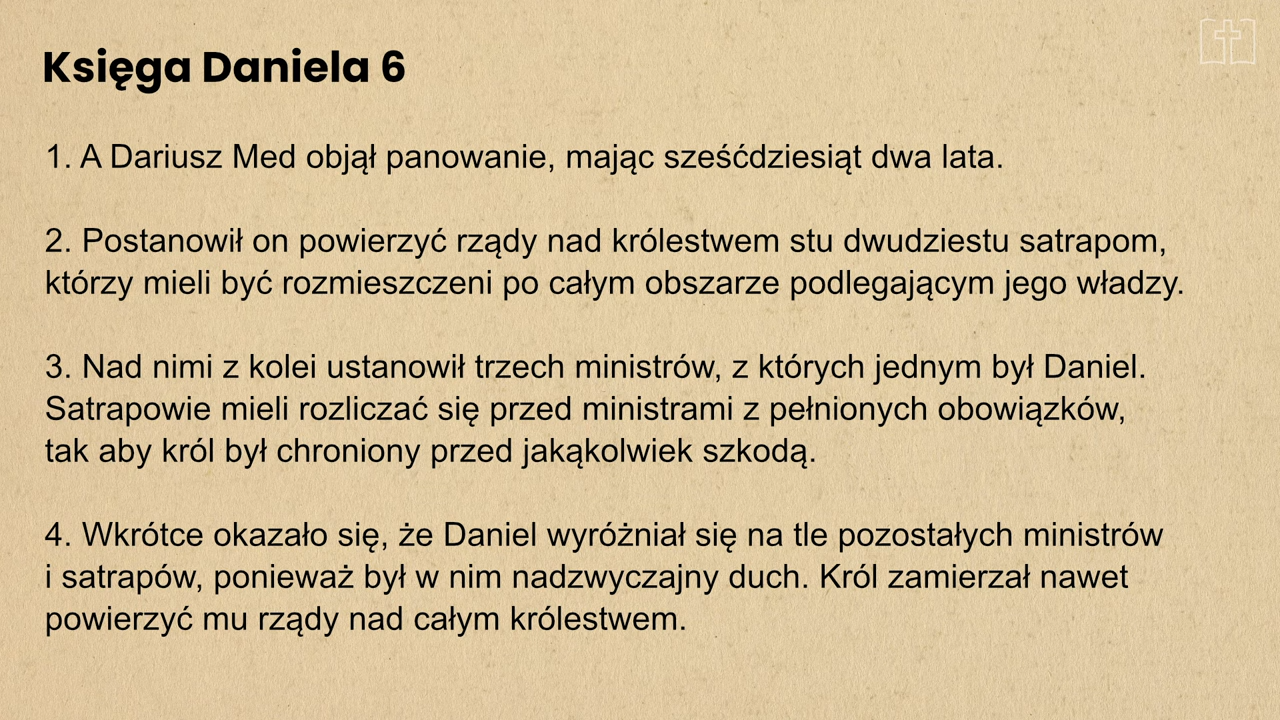 Księga Daniela 6
1. A Dariusz Med objął panowanie, mając sześćdziesiąt dwa lata.
2. Postanowił on powierzyć rządy nad królestwem stu dwudziestu satrapom,
którzy mieli być rozmieszczeni po całym obszarze podlegającym jego władzy.
3. Nad nimi z kolei ustanowił trzech ministrów, z których jednym był Daniel.
Satrapowie mieli rozliczać się przed ministrami z pełnionych obowiązków,
tak aby król był chroniony przed jakąkolwiek szkodą.
4. Wkrótce okazało się, że Daniel wyróżniał się na tle pozostałych ministrów
i satrapów, ponieważ był w nim nadzwyczajny duch. Król zamierzał nawet
powierzyć mu rządy nad całym królestwem.